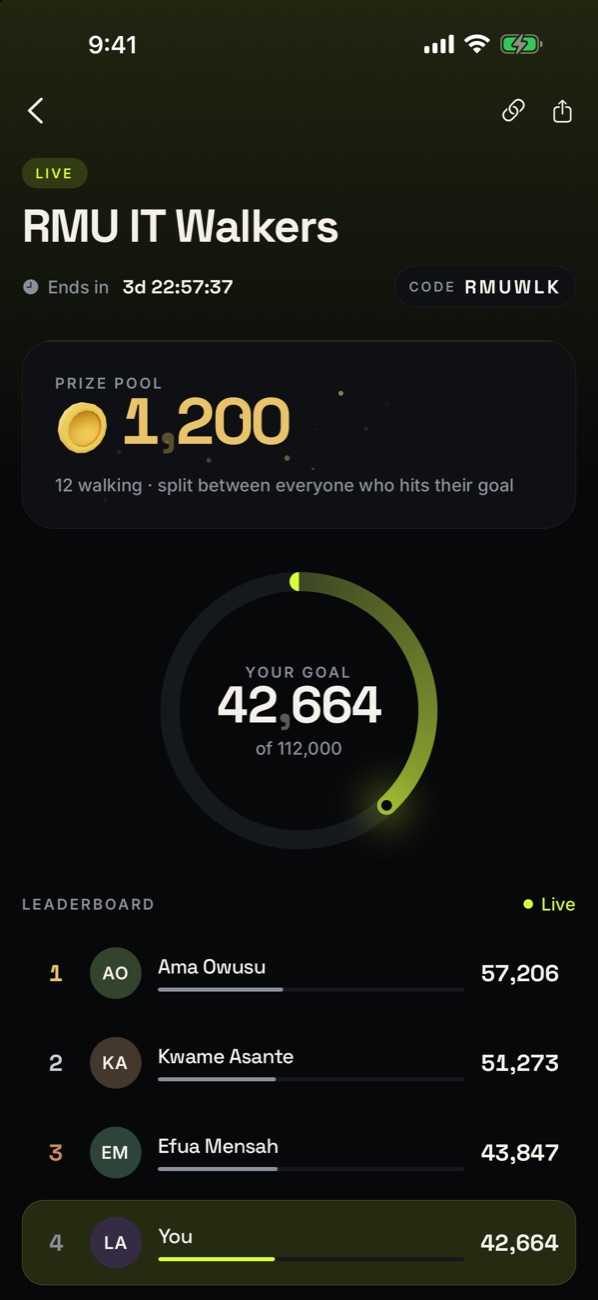 9:41
LIVE
RMU IT Walkers
Ends in 3d 22:57:37
CODE RMUWLK
PRIZE POOL
1,200
12 walking · split between everyone who hits their goal
YOUR GOAL
42,664
of 112,000
LEADERBOARD
Live
1 AO Ama Owusu 57,206
2 KA Kwame Asante 51,273
3 EM Efua Mensah 43,847
4 LA You 42,664